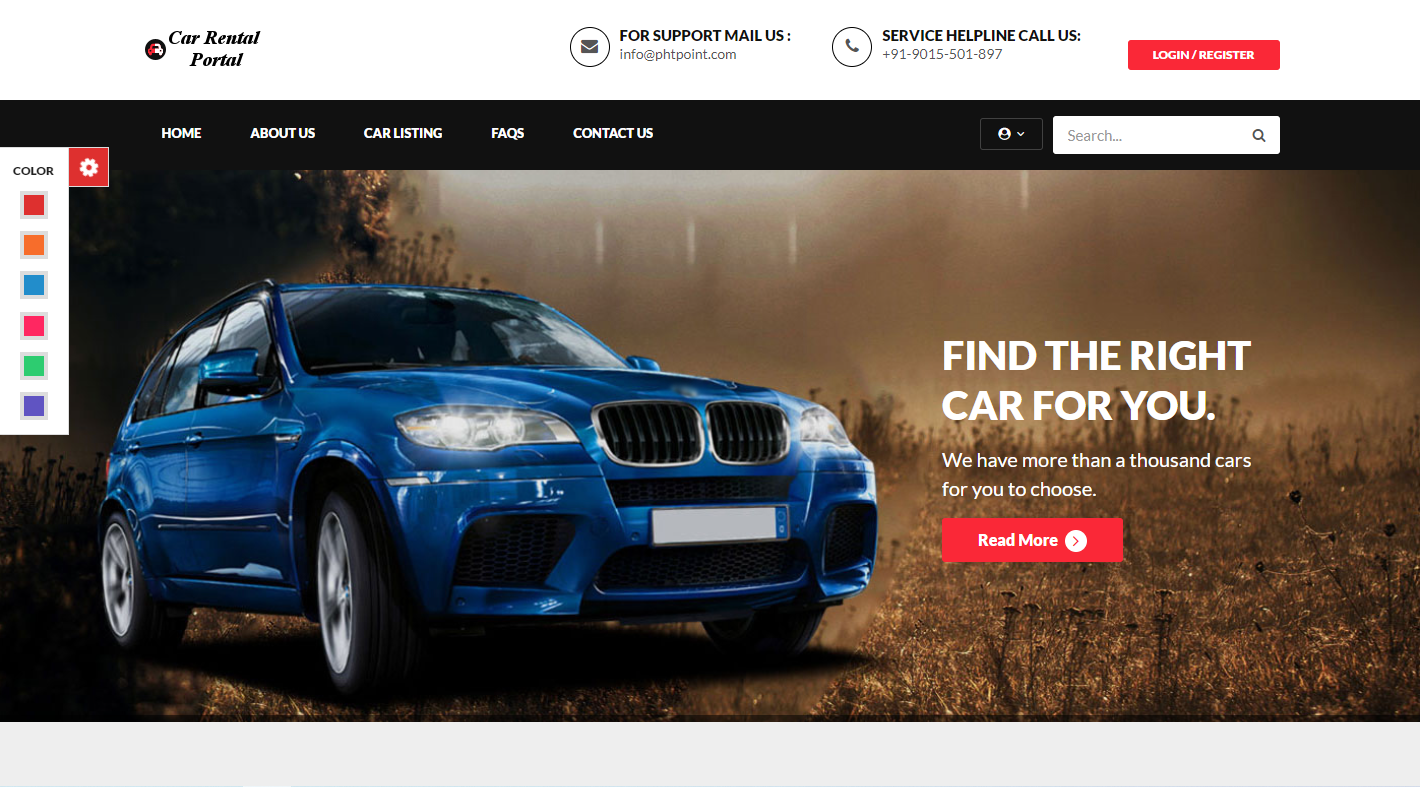 Car Rental
Portal
FOR SUPPORT MAIL US :
info@phtpoint.com
SERVICE HELPLINE CALL US:
+91-9015-501-897
LOGIN / REGISTER
HOME
ABOUT US
CAR LISTING
FAQS
CONTACT US
Search...
COLOR
FIND THE RIGHT
CAR FOR YOU.
We have more than a thousand cars
for you to choose.
Read More